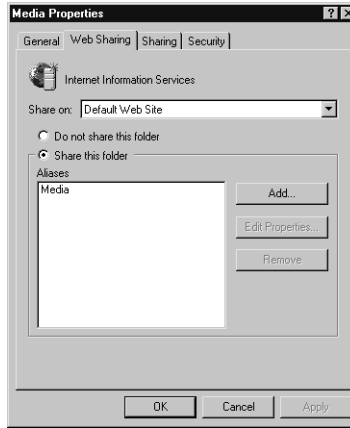 Media Properties
General Web Sharing Sharing Security
Internet Information Services
Share on: Default Web Site
Do not share this folder
Share this folder
Aliases
Media
Add...
Edit Properties...
Remove
OK Cancel Apply